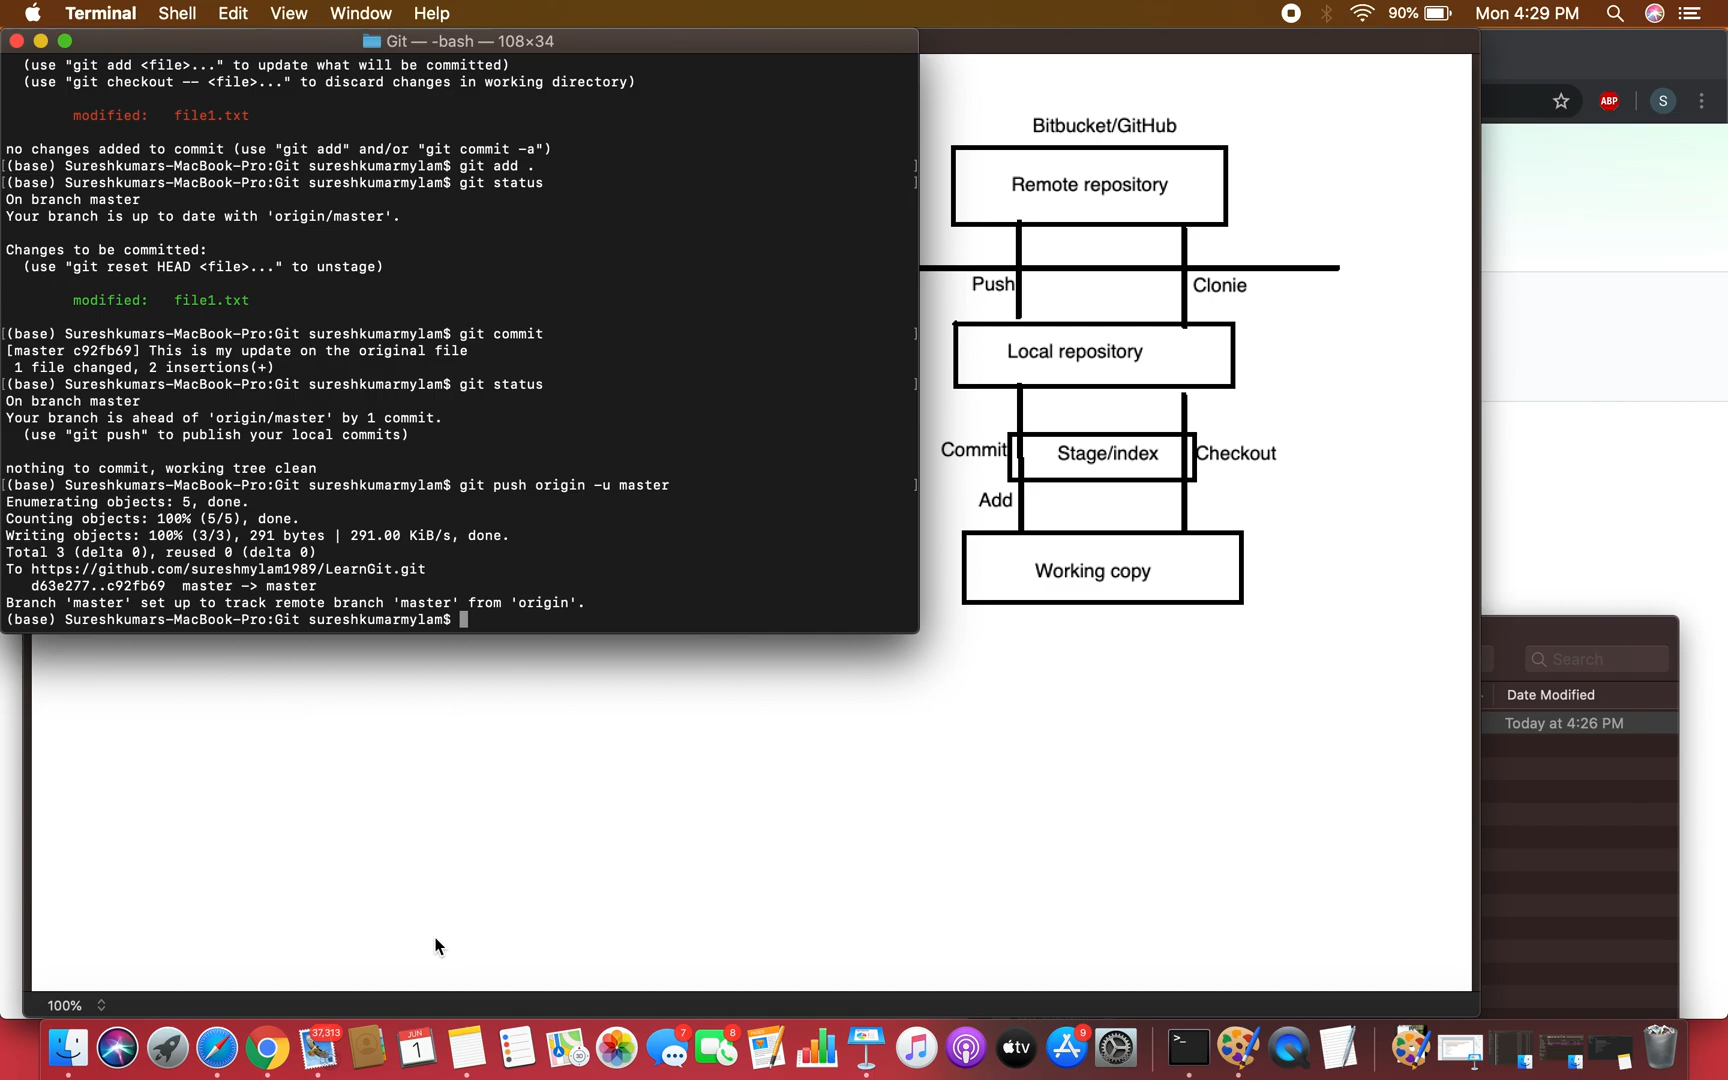 Terminal Shell Edit View Window Help
90% Mon 4:29 PM
Git — -bash — 108×34
(use "git add <file>..." to update what will be committed)
(use "git checkout -- <file>..." to discard changes in working directory)
modified: file1.txt
no changes added to commit (use "git add" and/or "git commit -a")
[(base) Sureshkumars-MacBook-Pro:Git sureshkumarmylam$ git add . ]
[(base) Sureshkumars-MacBook-Pro:Git sureshkumarmylam$ git status ]
On branch master
Your branch is up to date with 'origin/master'.
Changes to be committed:
(use "git reset HEAD <file>..." to unstage)
modified: file1.txt
[(base) Sureshkumars-MacBook-Pro:Git sureshkumarmylam$ git commit ]
[master c92fb69] This is my update on the original file
1 file changed, 2 insertions(+)
[(base) Sureshkumars-MacBook-Pro:Git sureshkumarmylam$ git status ]
On branch master
Your branch is ahead of 'origin/master' by 1 commit.
(use "git push" to publish your local commits)
nothing to commit, working tree clean
[(base) Sureshkumars-MacBook-Pro:Git sureshkumarmylam$ git push origin -u master ]
Enumerating objects: 5, done.
Counting objects: 100% (5/5), done.
Writing objects: 100% (3/3), 291 bytes | 291.00 KiB/s, done.
Total 3 (delta 0), reused 0 (delta 0)
To https://github.com/sureshmylam1989/LearnGit.git
d63e277..c92fb69 master -> master
Branch 'master' set up to track remote branch 'master' from 'origin'.
(base) Sureshkumars-MacBook-Pro:Git sureshkumarmylam$
Bitbucket/GitHub
Remote repository
Push Clonie
Local repository
Commit Stage/index Checkout
Add
Working copy
ABP S
Search
Date Modified
Today at 4:26 PM
100%
37,313
JUN
1
7
8
tv
9